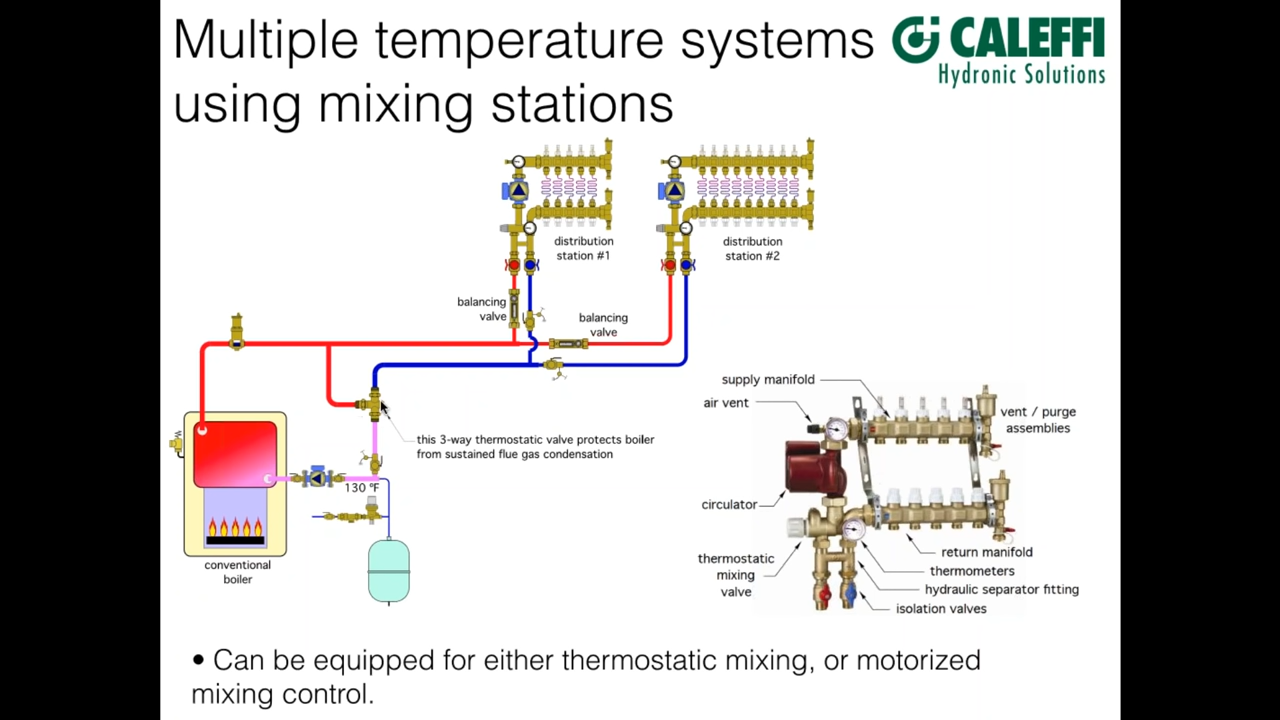 Multiple temperature systems
using mixing stations
CALEFFI
Hydronic Solutions
distribution
station #1
distribution
station #2
balancing
valve
balancing
valve
this 3-way thermostatic valve protects boiler
from sustained flue gas condensation
130 ºF
conventional
boiler
supply manifold
air vent
vent / purge
assemblies
circulator
thermostatic
mixing
valve
return manifold
thermometers
hydraulic separator fitting
isolation valves
• Can be equipped for either thermostatic mixing, or motorized
mixing control.